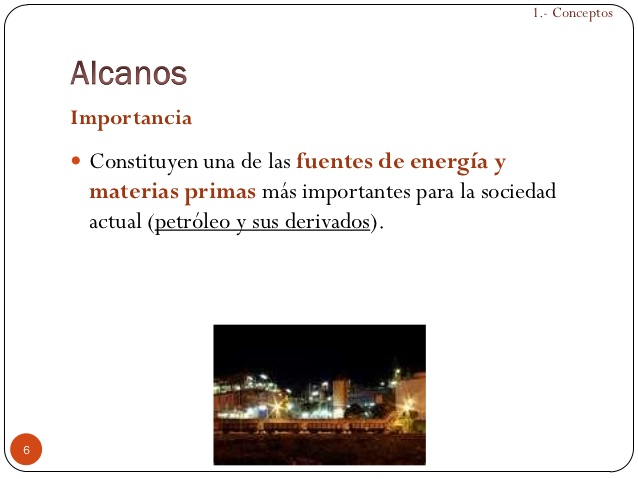 1.- Conceptos
Alcanos
Importancia
• Constituyen una de las fuentes de energía y
materias primas más importantes para la sociedad
actual (petróleo y sus derivados).
6